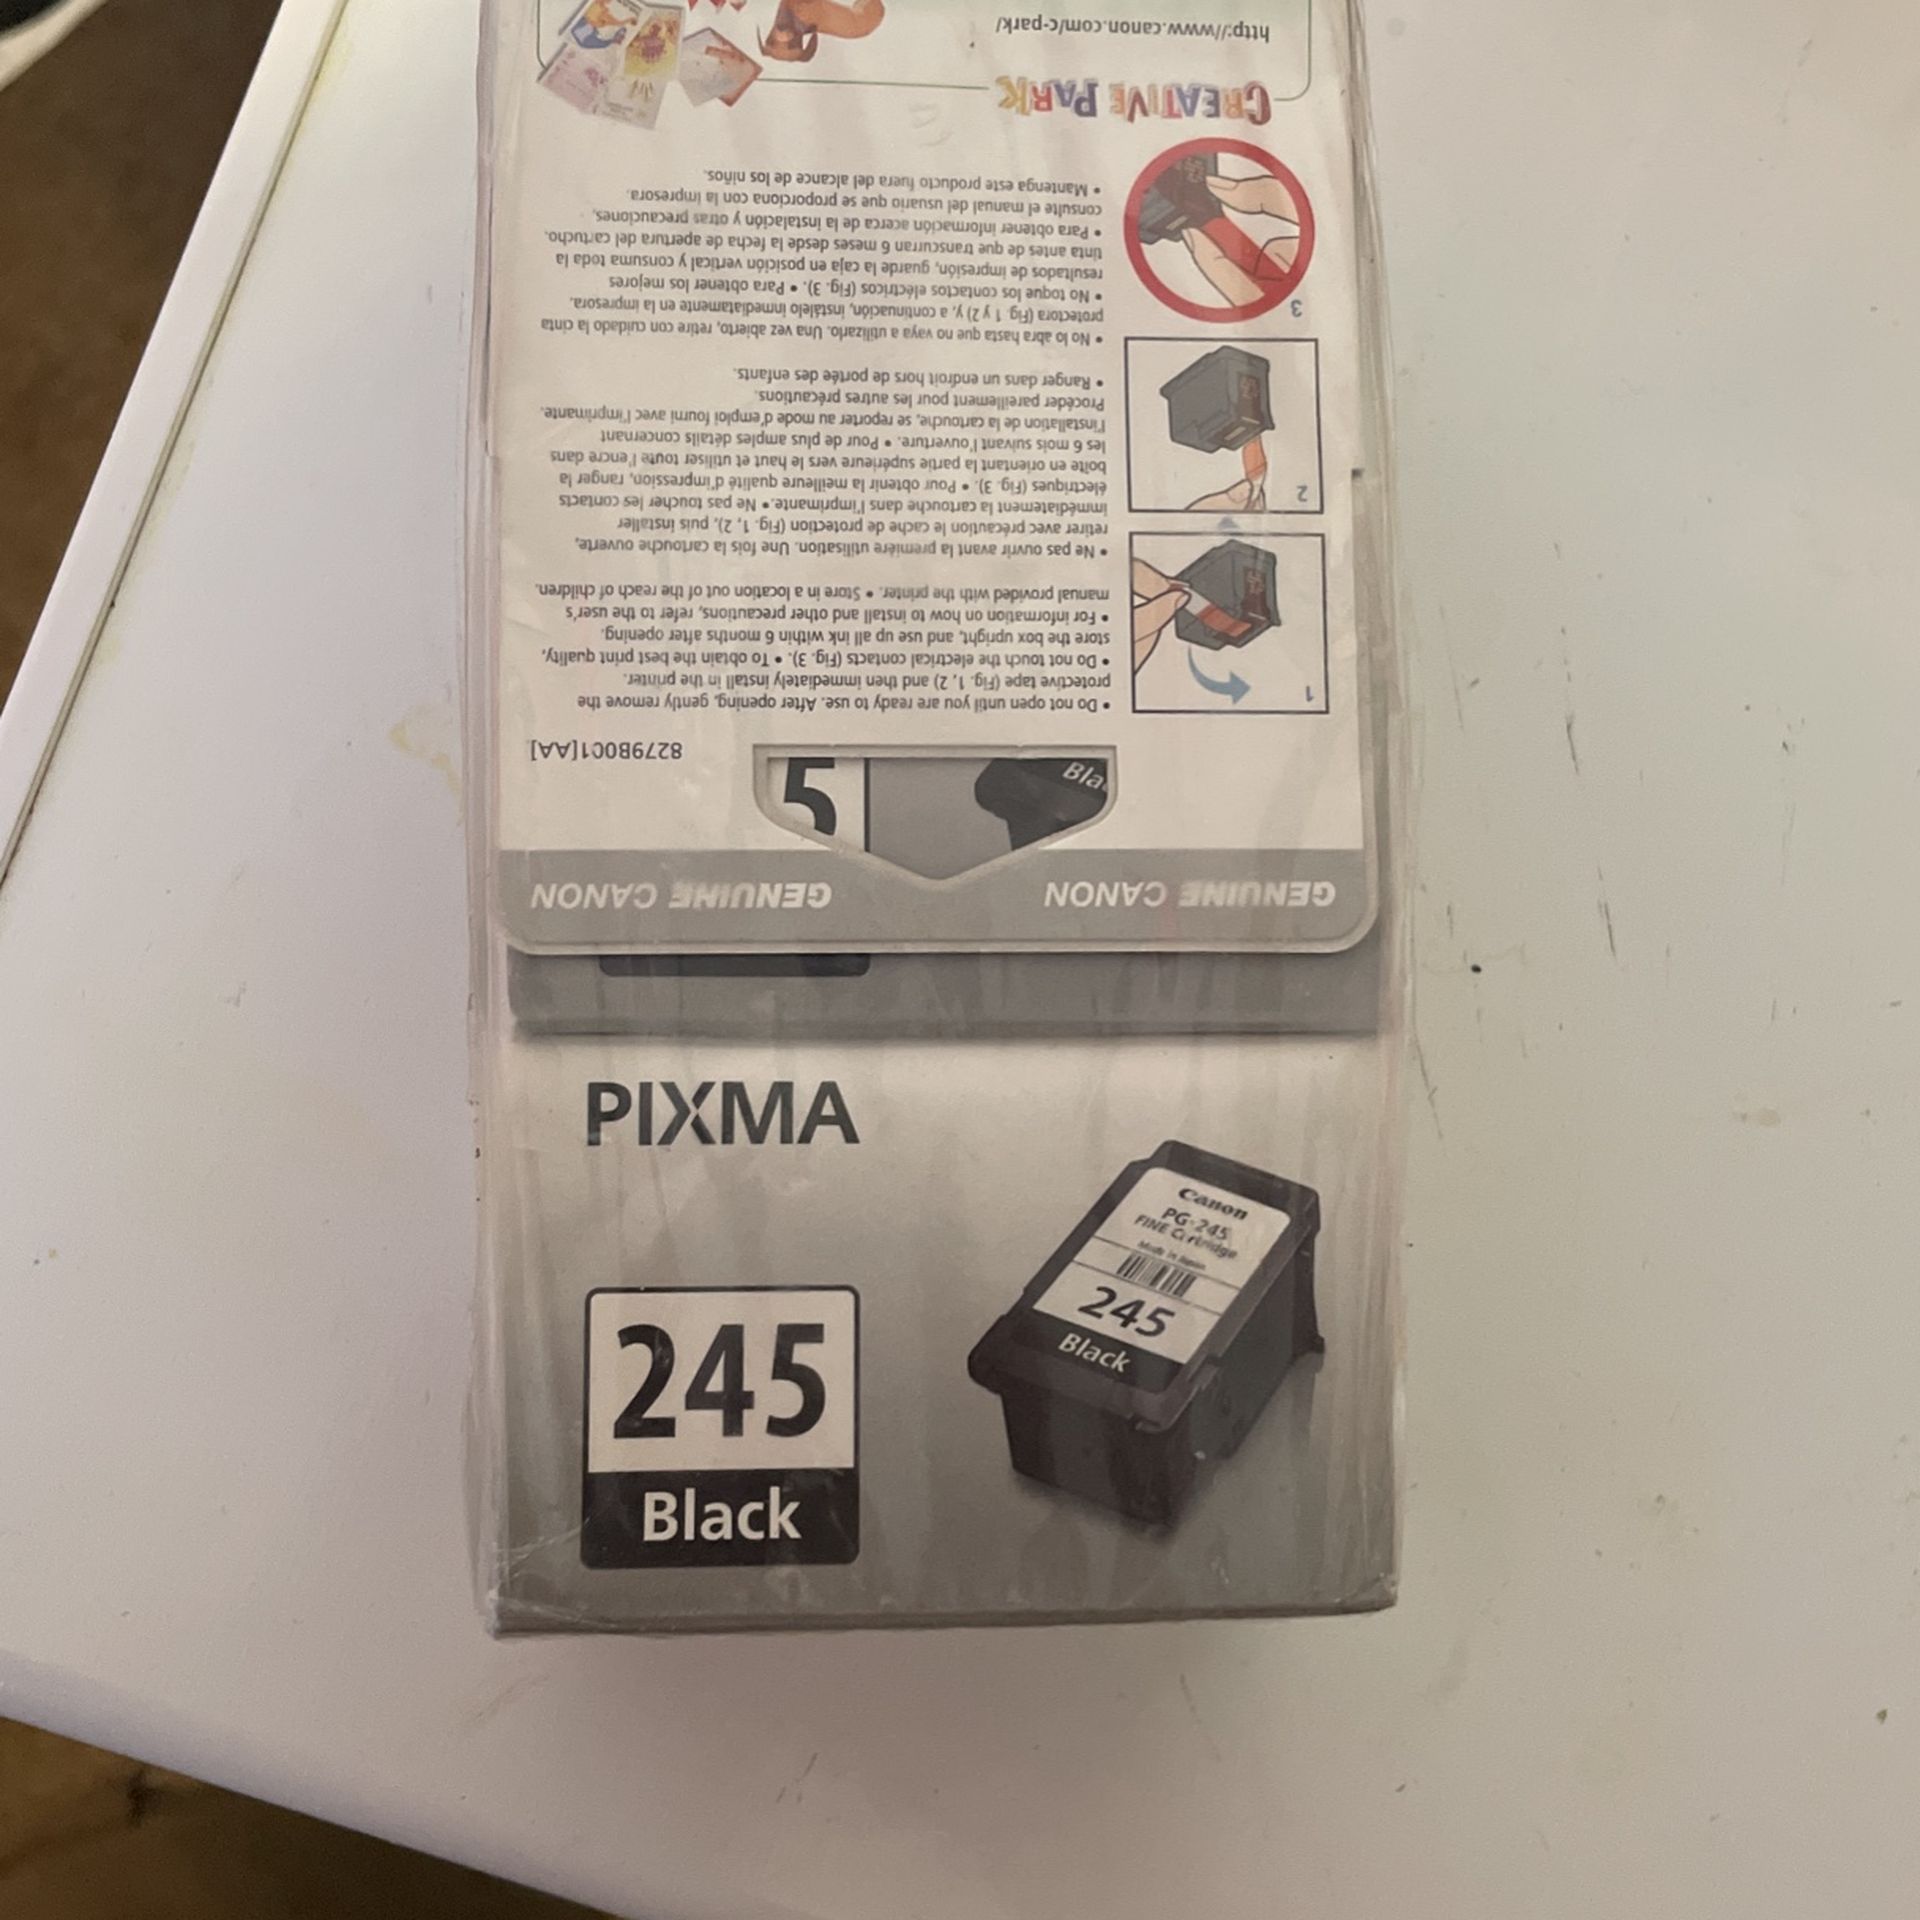 http://www.canon.com/c-park/
CREATIVE PARK
3
2
1
• Do not open until you are ready to use. After opening, gently remove the
protective tape (Fig. 1, 2) and then immediately install in the printer.
• Do not touch the electrical contacts (Fig. 3). • To obtain the best print quality,
store the box upright, and use up all ink within 6 months after opening.
• For information on how to install and other precautions, refer to the user's
manual provided with the printer. • Store in a location out of the reach of children.
• Ne pas ouvrir avant la première utilisation. Une fois la cartouche ouverte,
retirer avec précaution le cache de protection (Fig. 1, 2), puis installer
immédiatement la cartouche dans l'imprimante. • Ne pas toucher les contacts
électriques (Fig. 3). • Pour obtenir la meilleure qualité d'impression, ranger la
boîte en orientant la partie supérieure vers le haut et utiliser toute l'encre dans
les 6 mois suivant l'ouverture. • Pour de plus amples détails concernant
l'installation de la cartouche, se reporter au mode d'emploi fourni avec l'imprimante.
Procéder pareillement pour les autres précautions.
• Ranger dans un endroit hors de portée des enfants.
• No lo abra hasta que no vaya a utilizarlo. Una vez abierto, retire con cuidado la cinta
protectora (Fig. 1 y 2) y, a continuación, instálelo inmediatamente en la impresora.
• No toque los contactos eléctricos (Fig. 3). • Para obtener los mejores
resultados de impresión, guarde la caja en posición vertical y consuma toda la
tinta antes de que transcurran 6 meses desde la fecha de apertura del cartucho.
• Para obtener información acerca de la instalación y otras precauciones,
consulte el manual del usuario que se proporciona con la impresora.
• Mantenga este producto fuera del alcance de los niños.
8279B001[AA]
5
Bla
GENUINE CANON
GENUINE CANON
PIXMA
Canon
PG-245
FINE Cartridge
Made in Japan
245
Black
245
Black